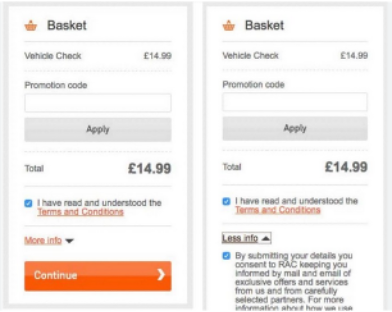 Basket
Vehicle Check £14.99
Promotion code
Apply
Total £14.99
I have read and understood the
Terms and Conditions
More info
Continue
Basket
Vehicle Check £14.99
Promotion code
Apply
Total £14.99
I have read and understood the
Terms and Conditions
Less info
By submitting your details you
consent to RAC keeping you
informed by mail and email of
exclusive offers and services
from us and from carefully
selected partners. For more
information about how we use